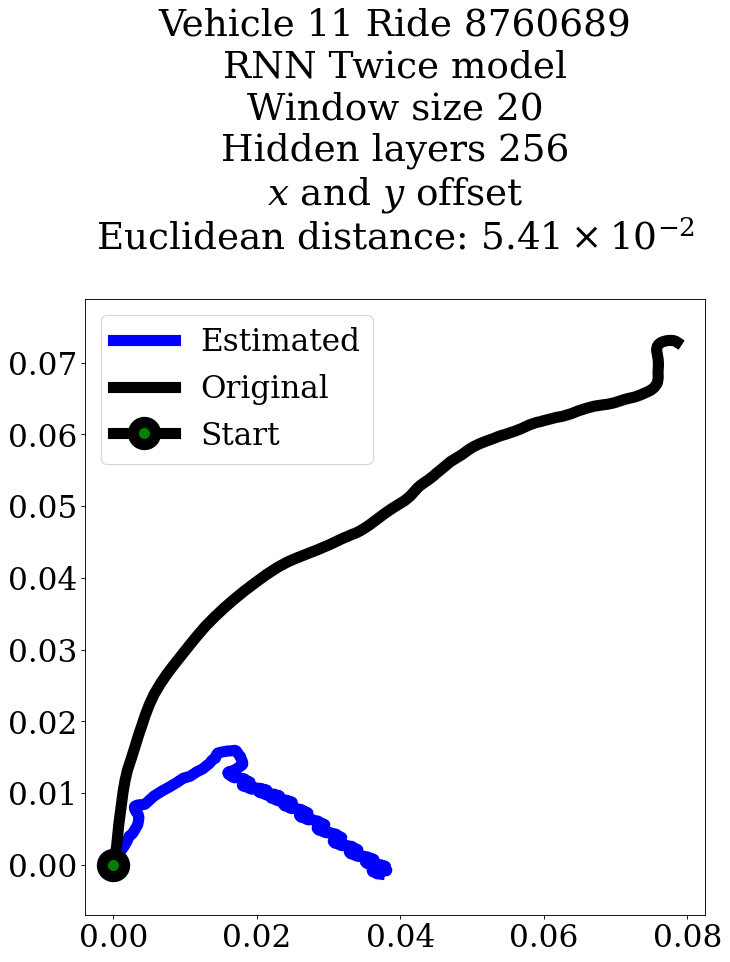 Vehicle 11 Ride 8760689
RNN Twice model
Window size 20
Hidden layers 256
x and y offset
Euclidean distance: 5.41 × 10⁻²
Estimated
Original
Start
0.07
0.06
0.05
0.04
0.03
0.02
0.01
0.00
0.00 0.02 0.04 0.06 0.08